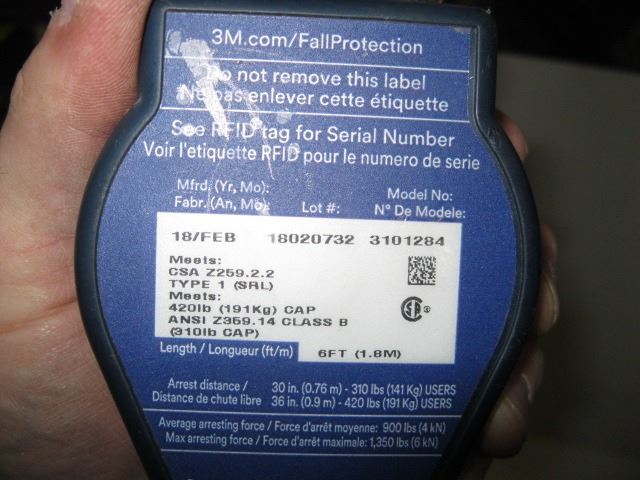 3M.com/FallProtection
Do not remove this label
Ne pas enlever cette étiquette
See RFID tag for Serial Number
Voir l'etiquette RFID pour le numero de serie
Mfrd. (Yr, Mo): Model No:
Fabr. (An, Mo): Lot #: N° De Modele:
18/FEB 18020732 3101284
Meets:
CSA Z259.2.2
TYPE 1 (SRL)
Meets:
420lb (191Kg) CAP
ANSI Z359.14 CLASS B
(310lb CAP)
Length / Longueur (ft/m) 6FT (1.8M)
Arrest distance / 30 in. (0.76 m) - 310 lbs (141 Kg) USERS
Distance de chute libre 36 in. (0.9 m) - 420 lbs (191 Kg) USERS
Average arresting force / Force d'arrêt moyenne: 900 lbs (4 kN)
Max arresting force / Force d'arrêt maximale: 1,350 lbs (6 kN)